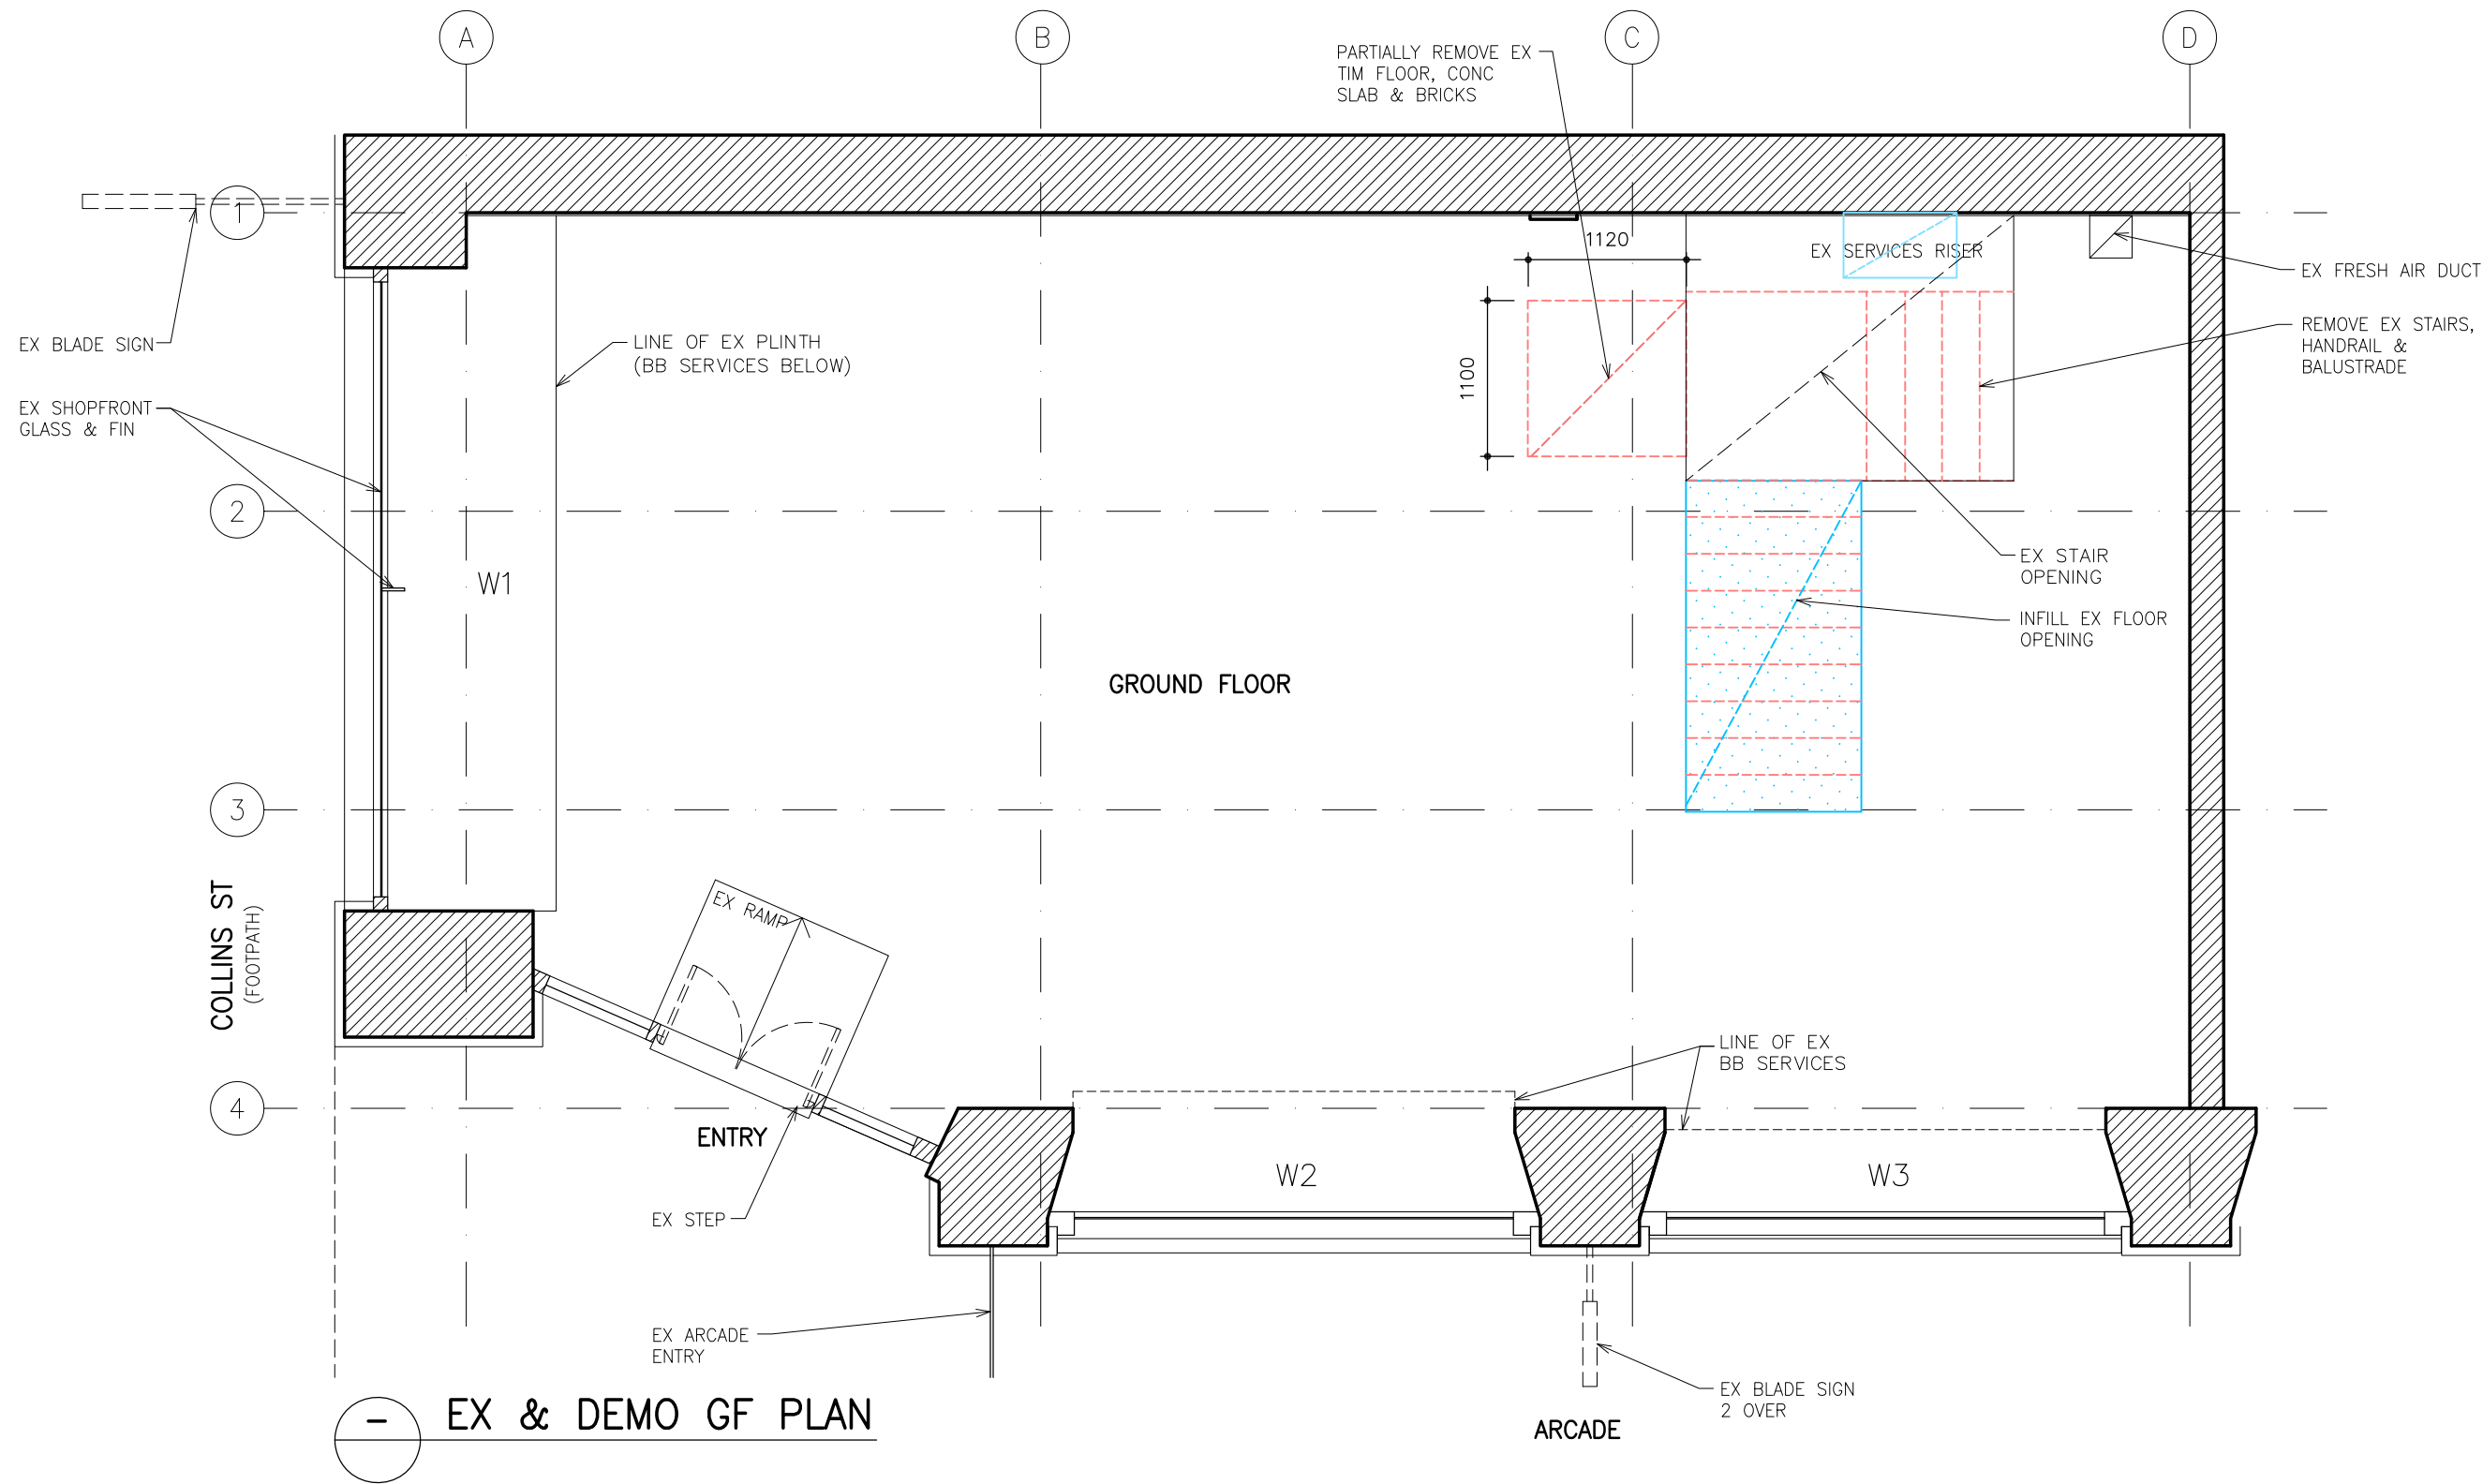 A
B
C
D
PARTIALLY REMOVE EX
TIM FLOOR, CONC
SLAB & BRICKS
1
1120
EX SERVICES RISER
EX FRESH AIR DUCT
EX BLADE SIGN
LINE OF EX PLINTH
(BB SERVICES BELOW)
1100
REMOVE EX STAIRS,
HANDRAIL &
BALUSTRADE
EX SHOPFRONT
GLASS & FIN
2
W1
EX STAIR
OPENING
INFILL EX FLOOR
OPENING
GROUND FLOOR
3
COLLINS ST
(FOOTPATH)
EX RAMP
LINE OF EX
BB SERVICES
4
ENTRY
W2
W3
EX STEP
EX ARCADE
ENTRY
EX BLADE SIGN
2 OVER
ARCADE
-
EX & DEMO GF PLAN